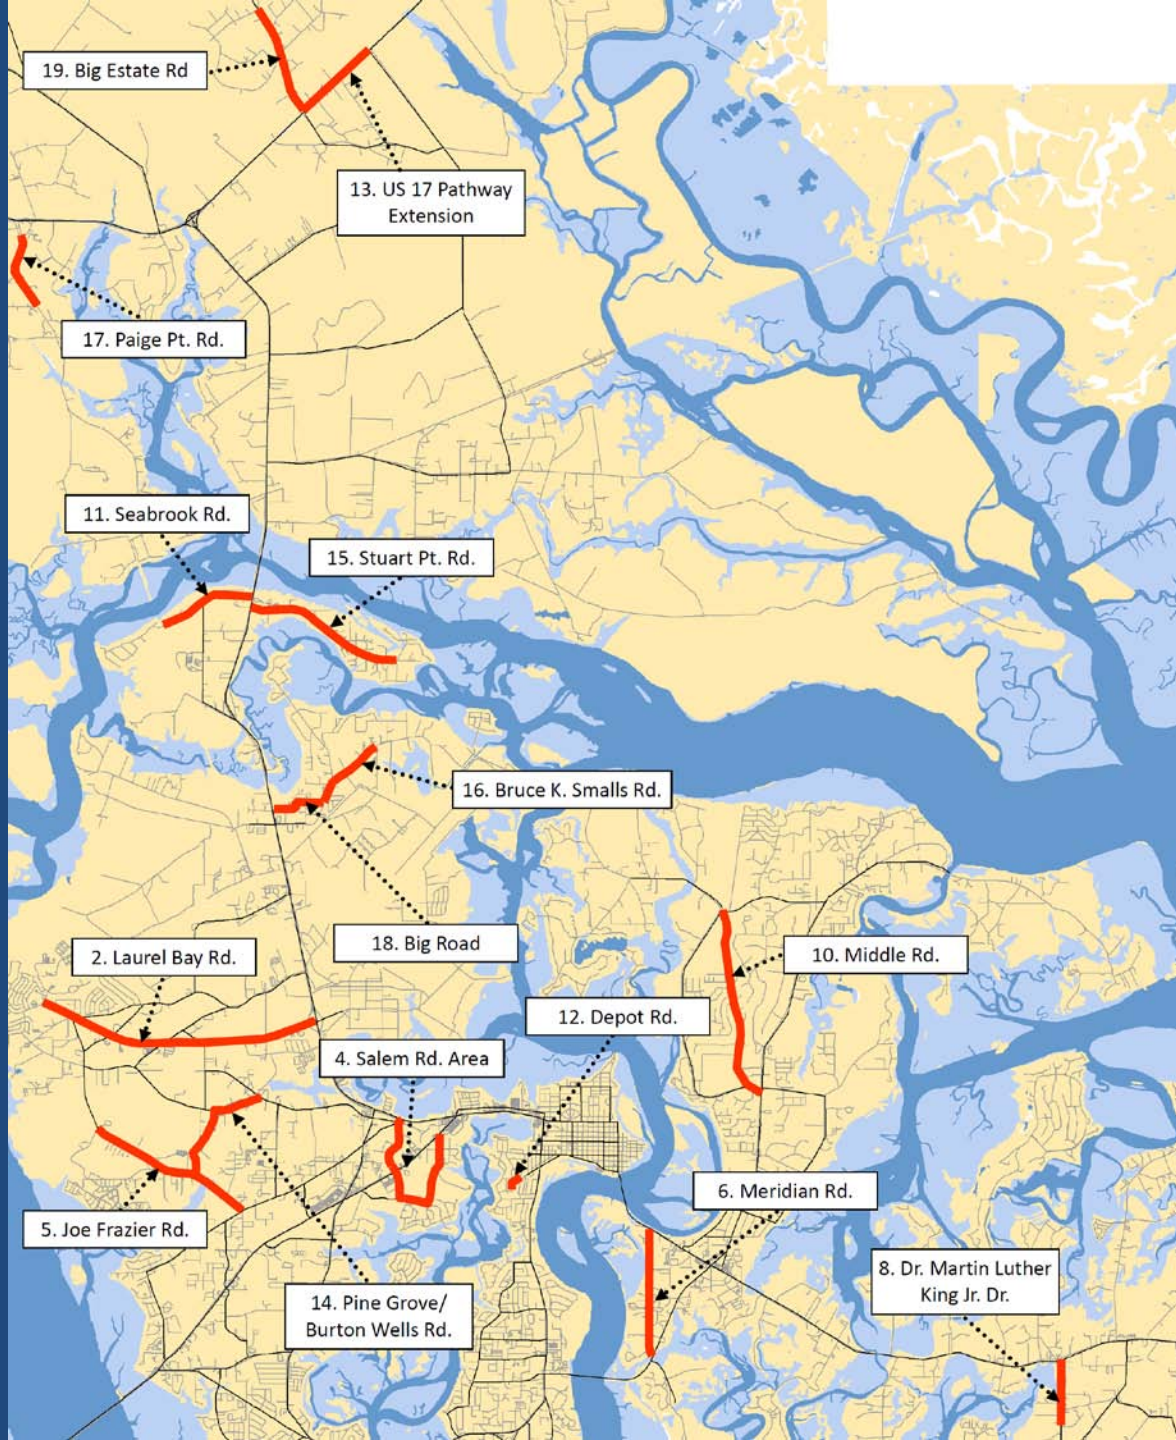 19. Big Estate Rd
13. US 17 Pathway
Extension
17. Paige Pt. Rd.
11. Seabrook Rd.
15. Stuart Pt. Rd.
16. Bruce K. Smalls Rd.
18. Big Road
2. Laurel Bay Rd.
10. Middle Rd.
12. Depot Rd.
4. Salem Rd. Area
6. Meridian Rd.
5. Joe Frazier Rd.
8. Dr. Martin Luther
King Jr. Dr.
14. Pine Grove/
Burton Wells Rd.